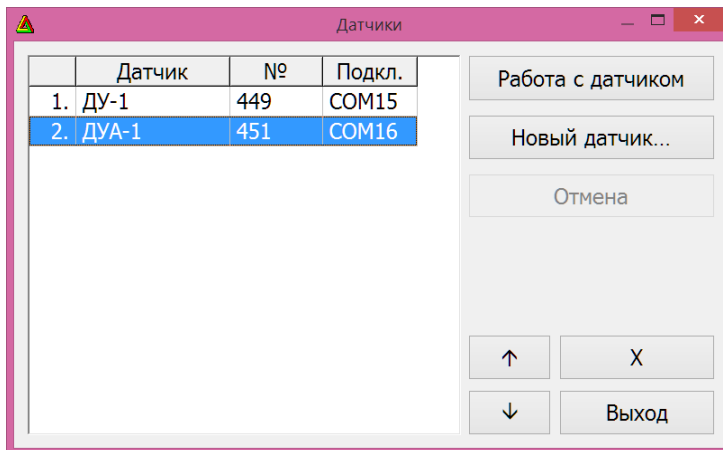 Датчики
Датчик № Подкл.
1. ДУ-1 449 COM15
2. ДУА-1 451 COM16
Работа с датчиком
Новый датчик...
Отмена
↑ X
↓ Выход